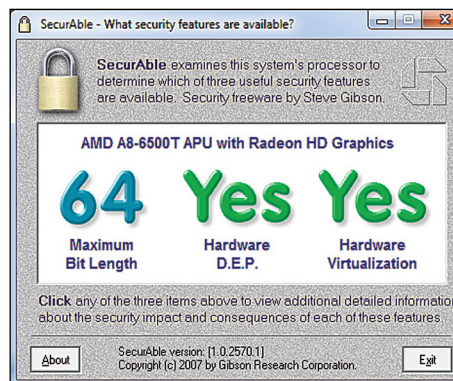 SecurAble - What security features are available?
SecurAble examines this system's processor to
determine which of three useful security features
are available. Security freeware by Steve Gibson.
AMD A8-6500T APU with Radeon HD Graphics
64 Yes Yes
Maximum Hardware Hardware
Bit Length D.E.P. Virtualization
Click any of the three items above to view additional detailed informatio
about the security impact and consequences of each of these features.
About SecurAble version: [1.0.2570.1] Exit
Copyright (c) 2007 by Gibson Research Corporation.